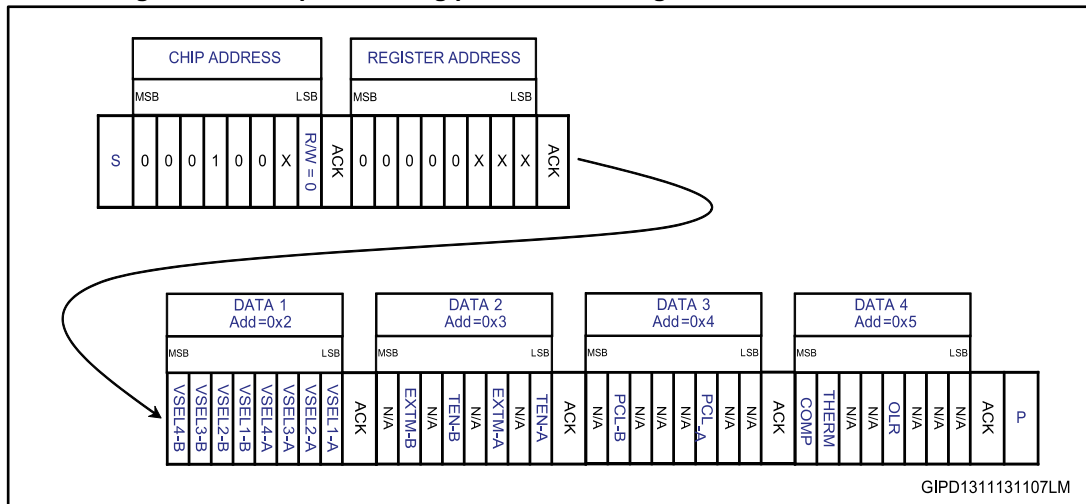 CHIP ADDRESS REGISTER ADDRESS
MSB LSB MSB LSB
S 0 0 0 1 0 0 X R/W = 0 ACK 0 0 0 0 0 X X X ACK
DATA 1 DATA 2 DATA 3 DATA 4
Add=0x2 Add=0x3 Add=0x4 Add=0x5
MSB LSB MSB LSB MSB LSB MSB LSB
VSEL4-B VSEL3-B VSEL2-B VSEL1-B VSEL4-A VSEL3-A VSEL2-A VSEL1-A ACK N/A EXTM-B N/A TEN-B N/A EXTM-A N/A TEN-A ACK N/A PCL-B N/A N/A N/A PCL-A N/A N/A ACK COMP THERM N/A N/A OLR N/A N/A N/A ACK P
GIPD1311131107LM